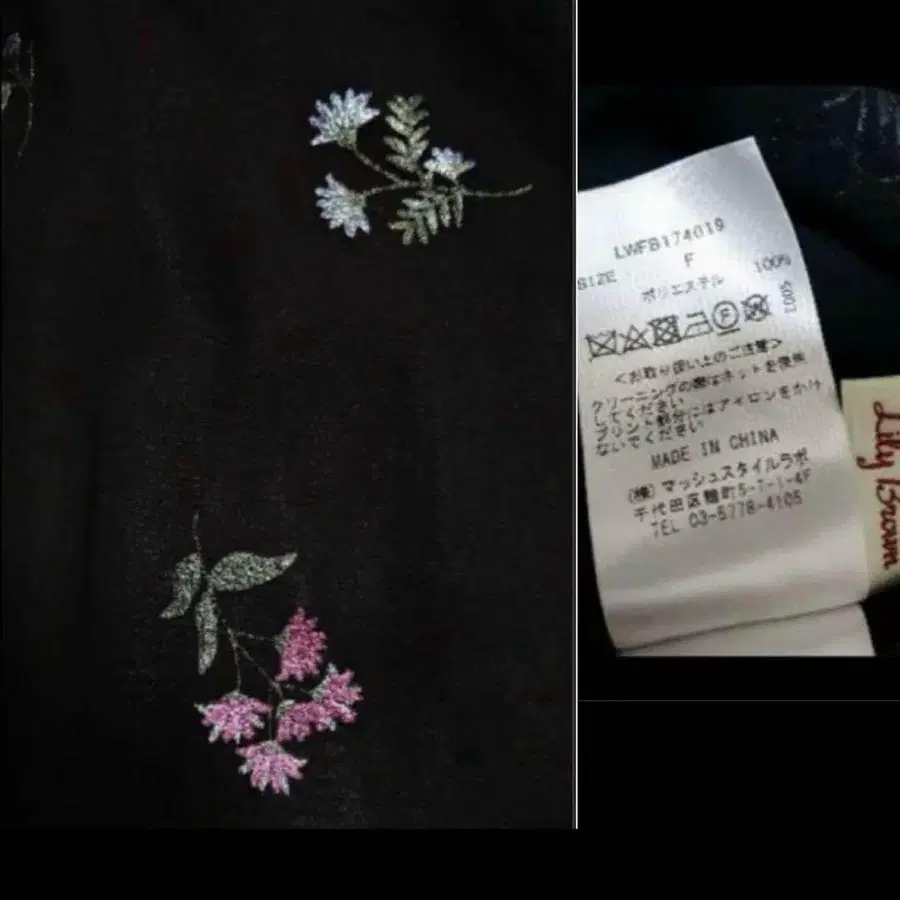 LWFB174019
SIZE F
ポリエステル 100%
5003
F W
<お取り扱い上のご注意>
クリーニングの際はネットを使用
してください
プリント部分にはアイロンをかけ
ないでください
MADE IN CHINA
(株)マッシュスタイルラボ
千代田区麹町5-7-1-4F
TEL 03-5778-4105
Lily Brown